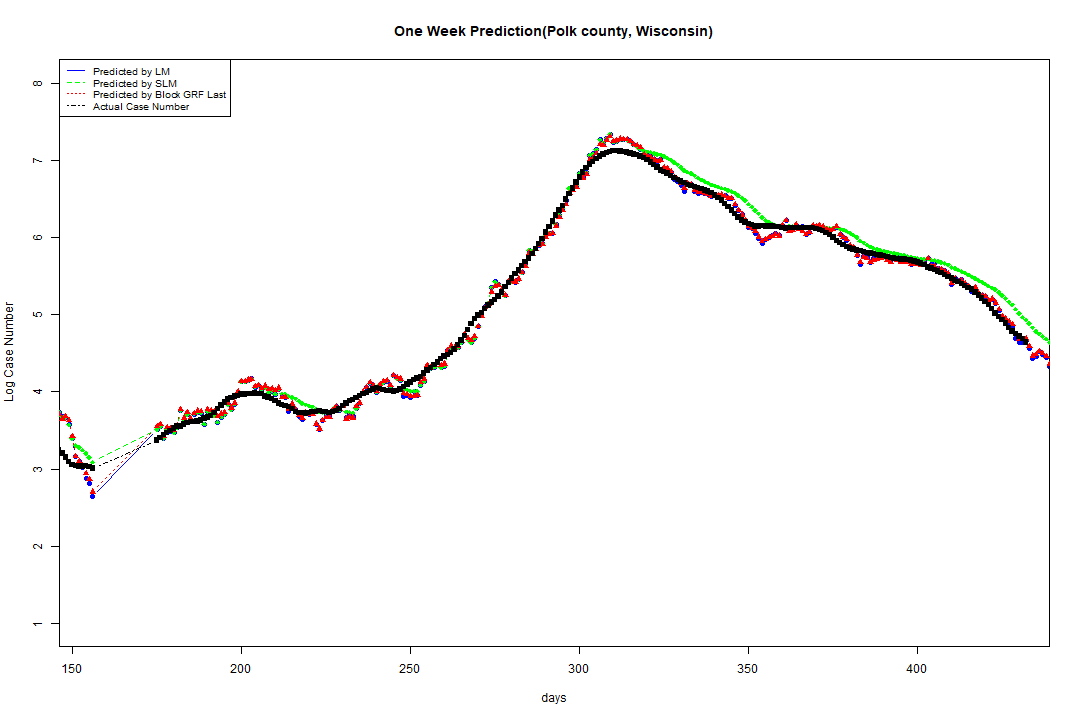 One Week Prediction(Polk county, Wisconsin)
Predicted by LM
Predicted by SLM
Predicted by Block GRF Last
Actual Case Number
8
7
6
5
4
3
2
1
Log Case Number
150 200 250 300 350 400
days